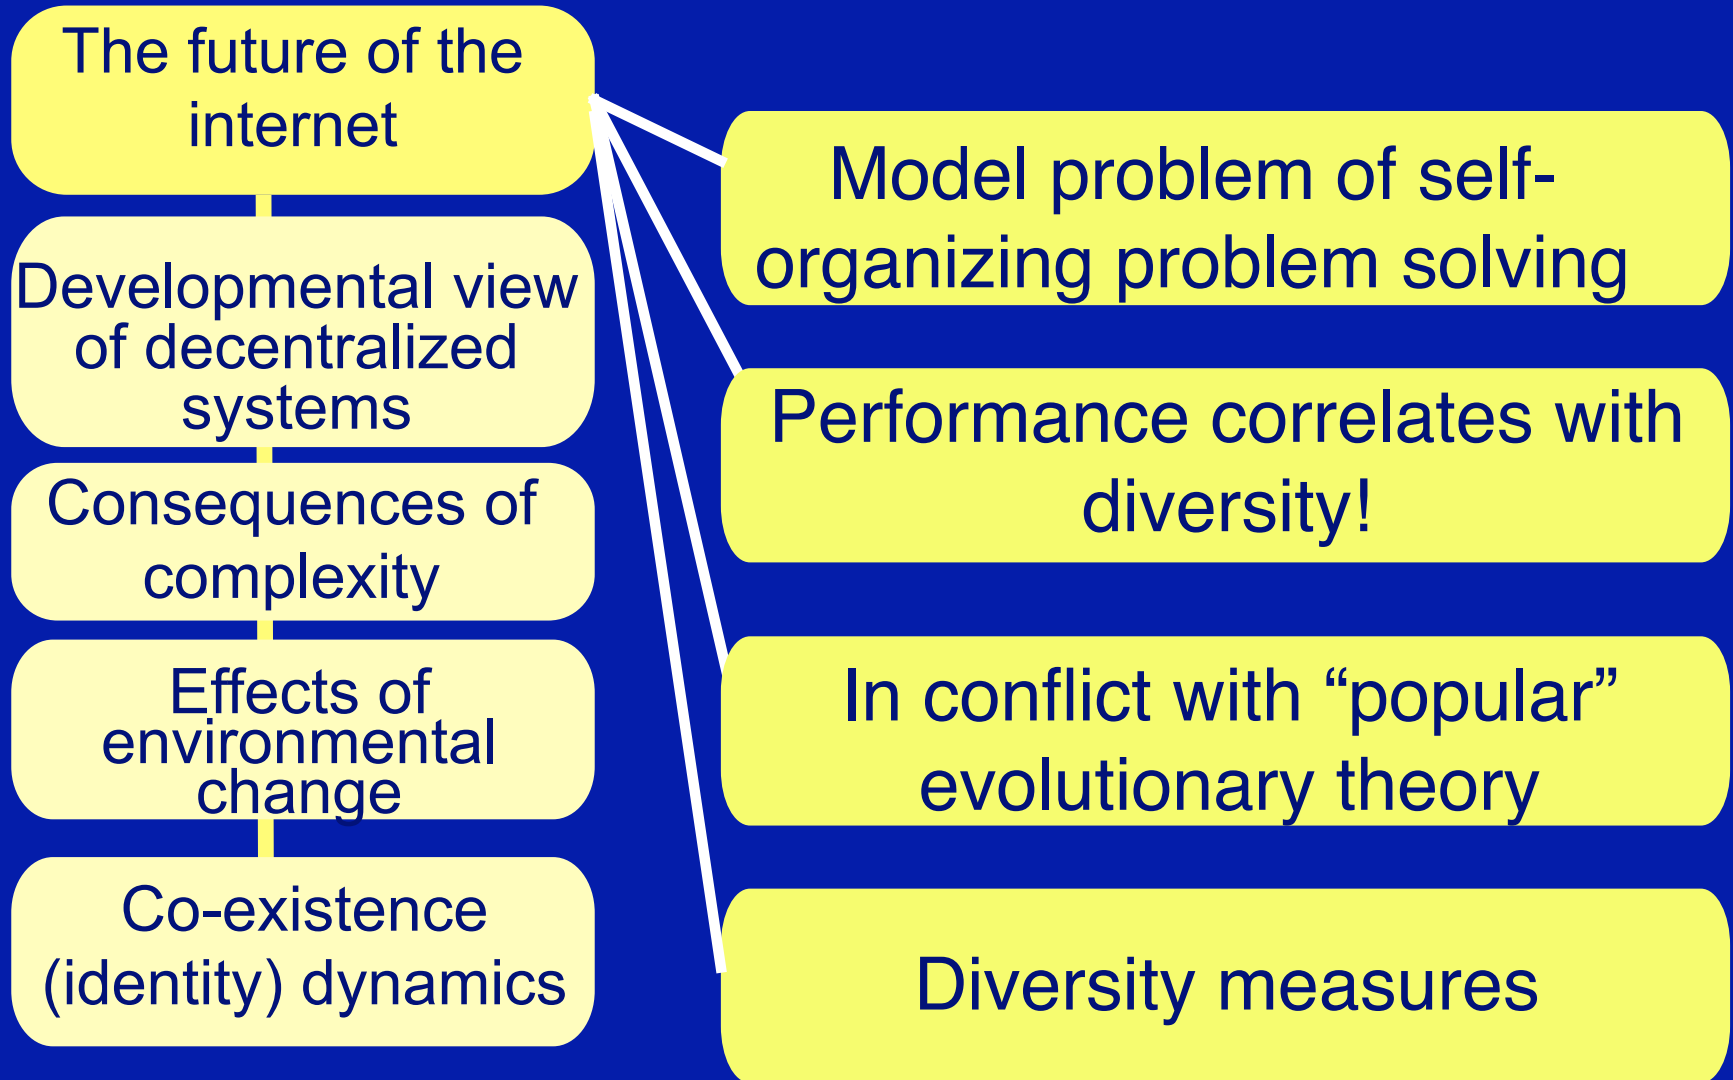 The future of the
internet
Developmental view
of decentralized
systems
Consequences of
complexity
Effects of
environmental
change
Co-existence
(identity) dynamics
Model problem of self-
organizing problem solving
Performance correlates with
diversity!
In conflict with “popular”
evolutionary theory
Diversity measures